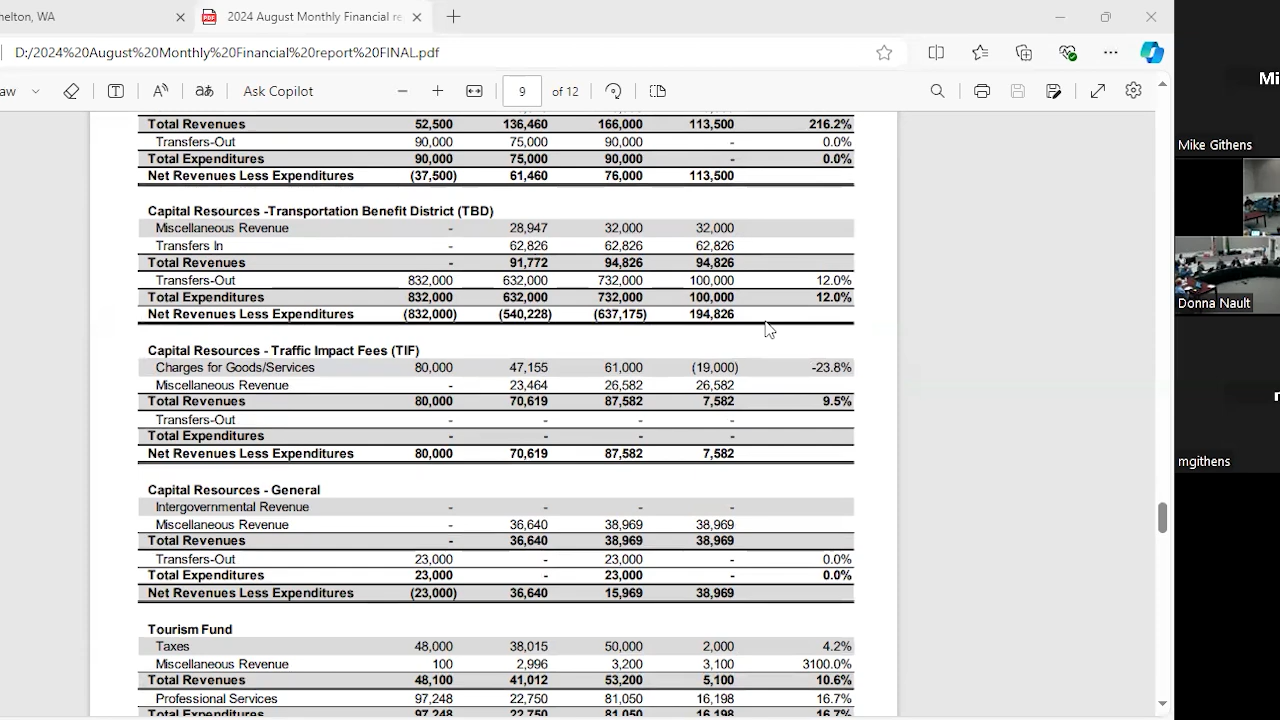 helton, WA
2024 August Monthly Financial re
D:/2024%20August%20Monthly%20Financial%20report%20FINAL.pdf
aw
Ask Copilot
9 of 12
Total Revenues 52,500 136,460 166,000 113,500 216.2%
Transfers-Out 90,000 75,000 90,000 - 0.0%
Total Expenditures 90,000 75,000 90,000 - 0.0%
Net Revenues Less Expenditures (37,500) 61,460 76,000 113,500
Capital Resources -Transportation Benefit District (TBD)
Miscellaneous Revenue - 28,947 32,000 32,000
Transfers In - 62,826 62,826 62,826
Total Revenues - 91,772 94,826 94,826
Transfers-Out 832,000 632,000 732,000 100,000 12.0%
Total Expenditures 832,000 632,000 732,000 100,000 12.0%
Net Revenues Less Expenditures (832,000) (540,228) (637,175) 194,826
Capital Resources - Traffic Impact Fees (TIF)
Charges for Goods/Services 80,000 47,155 61,000 (19,000) -23.8%
Miscellaneous Revenue - 23,464 26,582 26,582
Total Revenues 80,000 70,619 87,582 7,582 9.5%
Transfers-Out - - - -
Total Expenditures - - - -
Net Revenues Less Expenditures 80,000 70,619 87,582 7,582
Capital Resources - General
Intergovernmental Revenue - - - -
Miscellaneous Revenue - 36,640 38,969 38,969
Total Revenues - 36,640 38,969 38,969
Transfers-Out 23,000 - 23,000 - 0.0%
Total Expenditures 23,000 - 23,000 - 0.0%
Net Revenues Less Expenditures (23,000) 36,640 15,969 38,969
Tourism Fund
Taxes 48,000 38,015 50,000 2,000 4.2%
Miscellaneous Revenue 100 2,996 3,200 3,100 3100.0%
Total Revenues 48,100 41,012 53,200 5,100 10.6%
Professional Services 97,248 22,750 81,050 16,198 16.7%
Total Expenditures 97,248 22,750 81,050 16,198 16.7%
Mi
Mike Githens
Donna Nault
mgithens